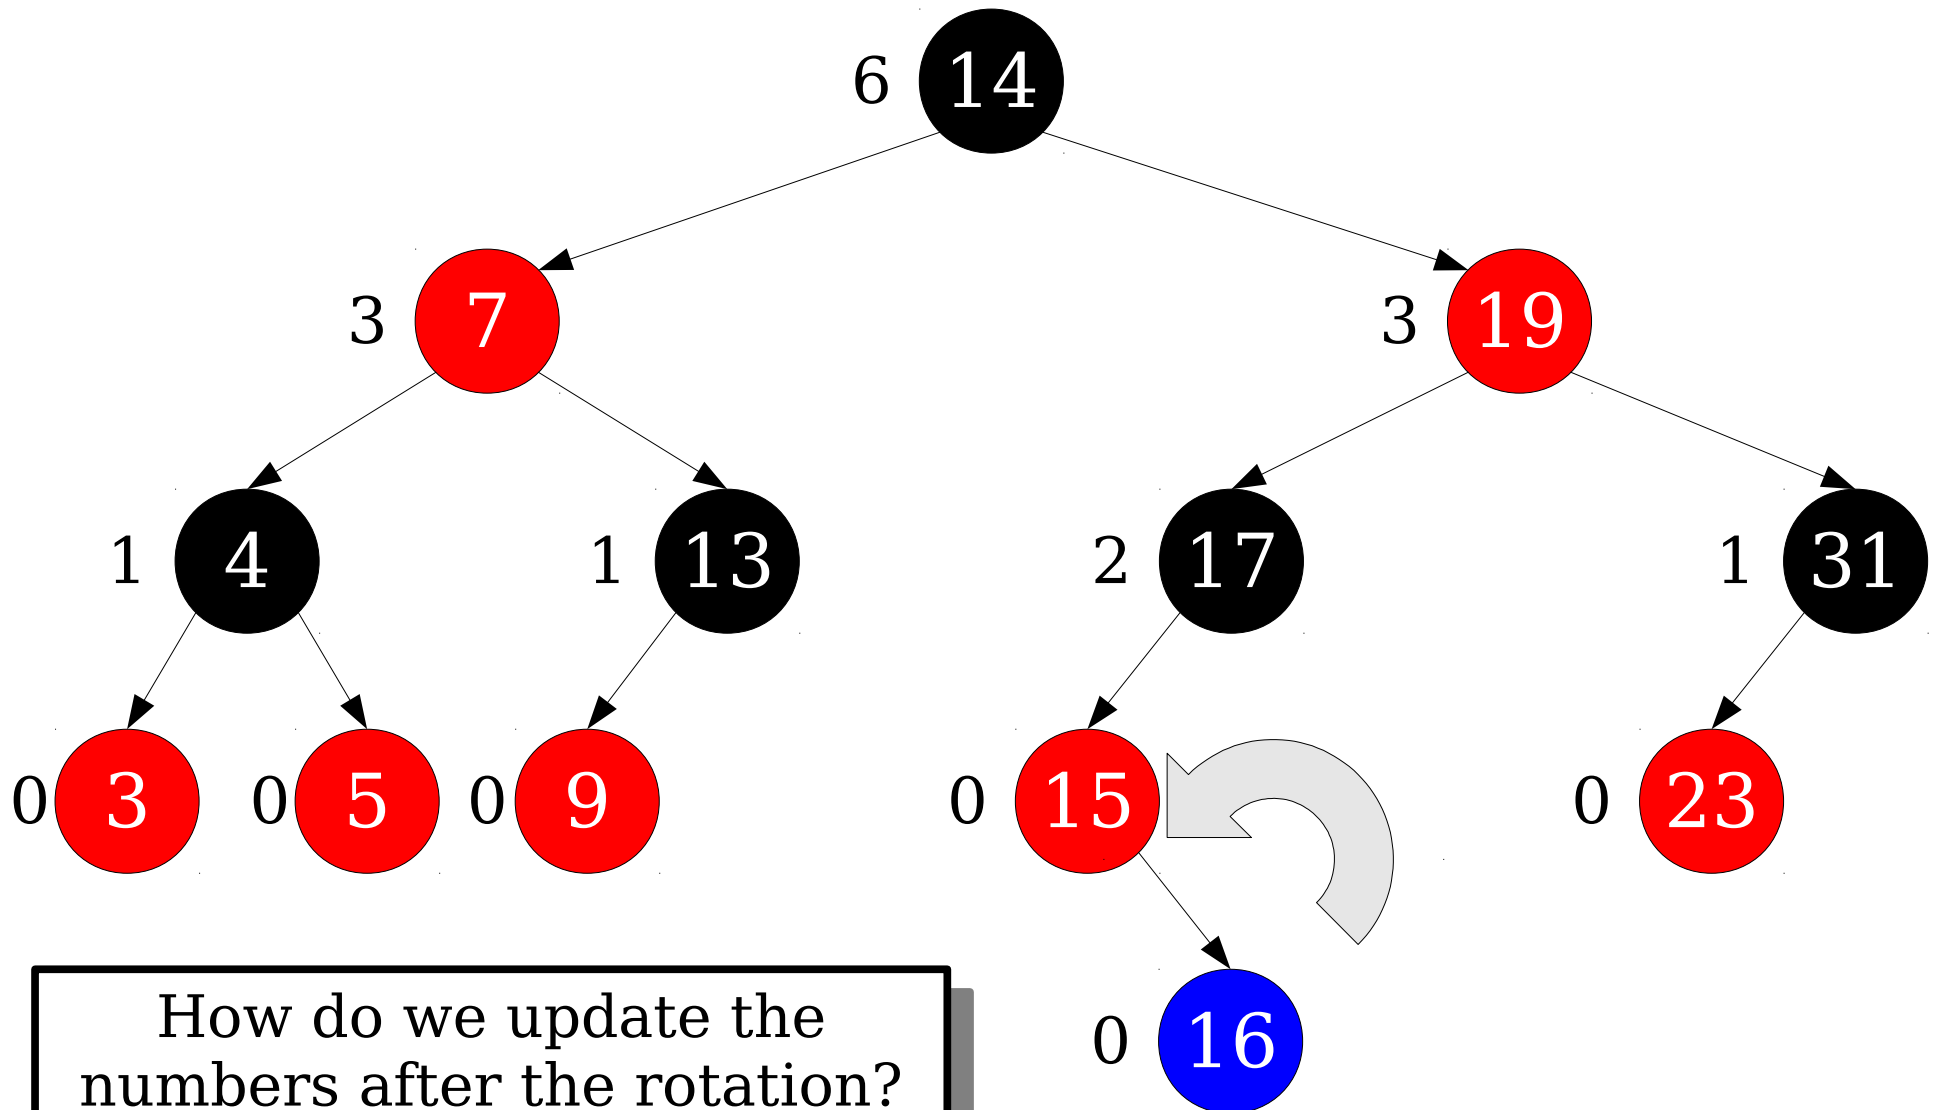 6 14
3 7 3 19
1 4 1 13 2 17 1 31
0 3 0 5 0 9 0 15 0 23
0 16
How do we update the
numbers after the rotation?